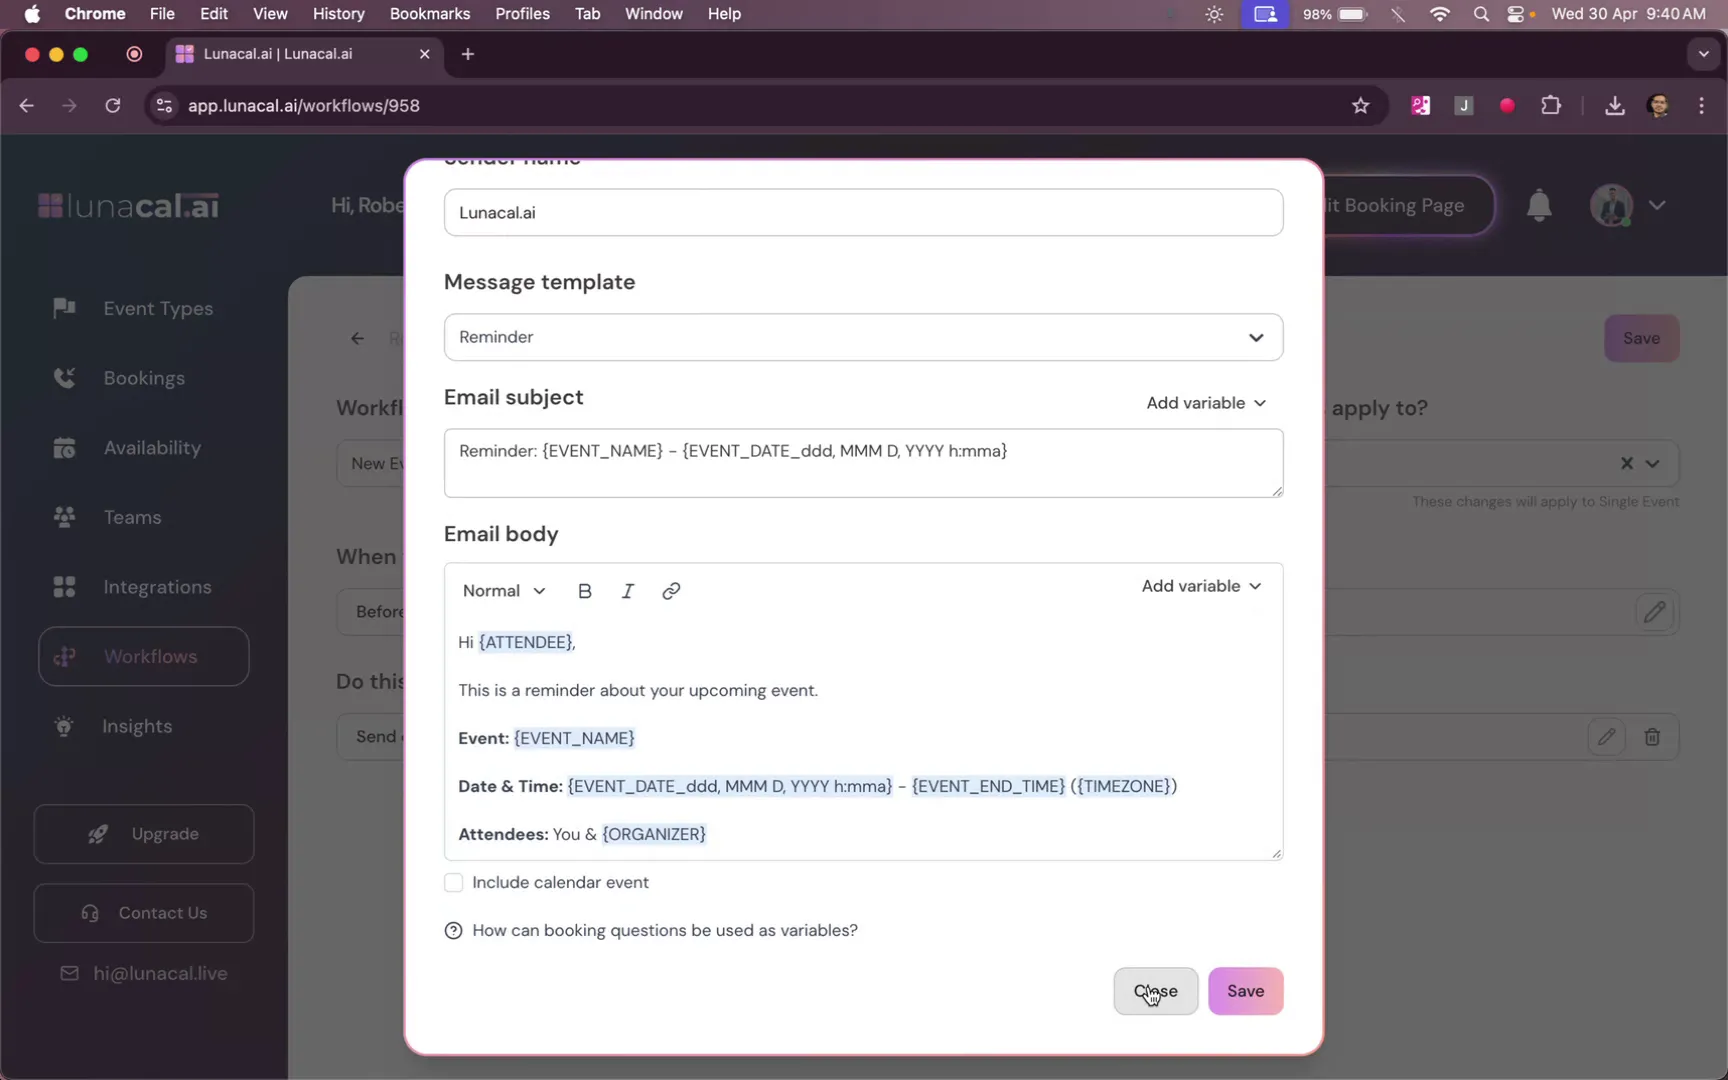 Chrome File Edit View History Bookmarks Profiles Tab Window Help 98% Wed 30 Apr 9:40 AM
Lunacal.ai | Lunacal.ai
app.lunacal.ai/workflows/958
J
Sender name
lunacal.ai
Hi, Robe
it Booking Page
Lunacal.ai
Event Types
Bookings
Availability
Teams
Integrations
Workflows
Insights
Upgrade
Contact Us
hi@lunacal.live
Save
Workfl
apply to?
New Ev
These changes will apply to Single Event
When
Before
Do this
Send
Message template
Reminder
Email subject
Add variable
Reminder: {EVENT_NAME} - {EVENT_DATE_ddd, MMM D, YYYY h:mma}
Email body
Normal B I Add variable
Hi {ATTENDEE},
This is a reminder about your upcoming event.
Event: {EVENT_NAME}
Date & Time: {EVENT_DATE_ddd, MMM D, YYYY h:mma} - {EVENT_END_TIME} ({TIMEZONE})
Attendees: You & {ORGANIZER}
Include calendar event
How can booking questions be used as variables?
Close
Save